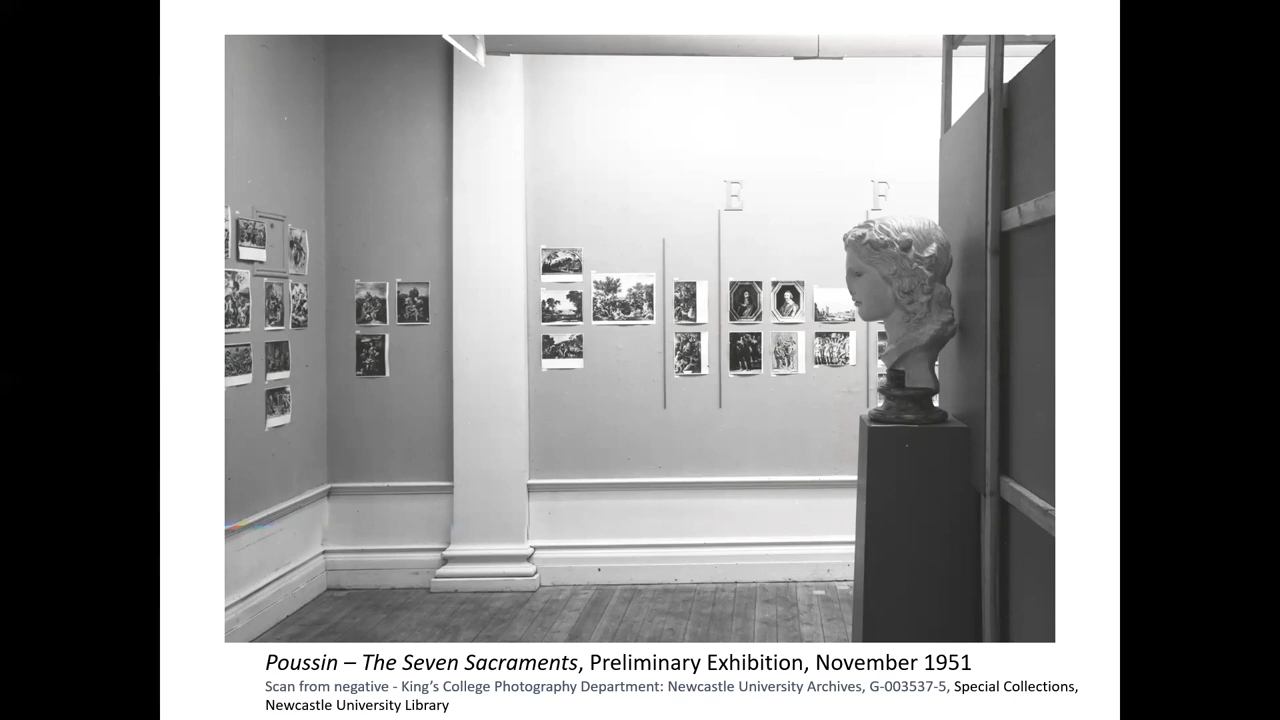 E F
Poussin – The Seven Sacraments, Preliminary Exhibition, November 1951
Scan from negative - King’s College Photography Department: Newcastle University Archives, G-003537-5, Special Collections,
Newcastle University Library